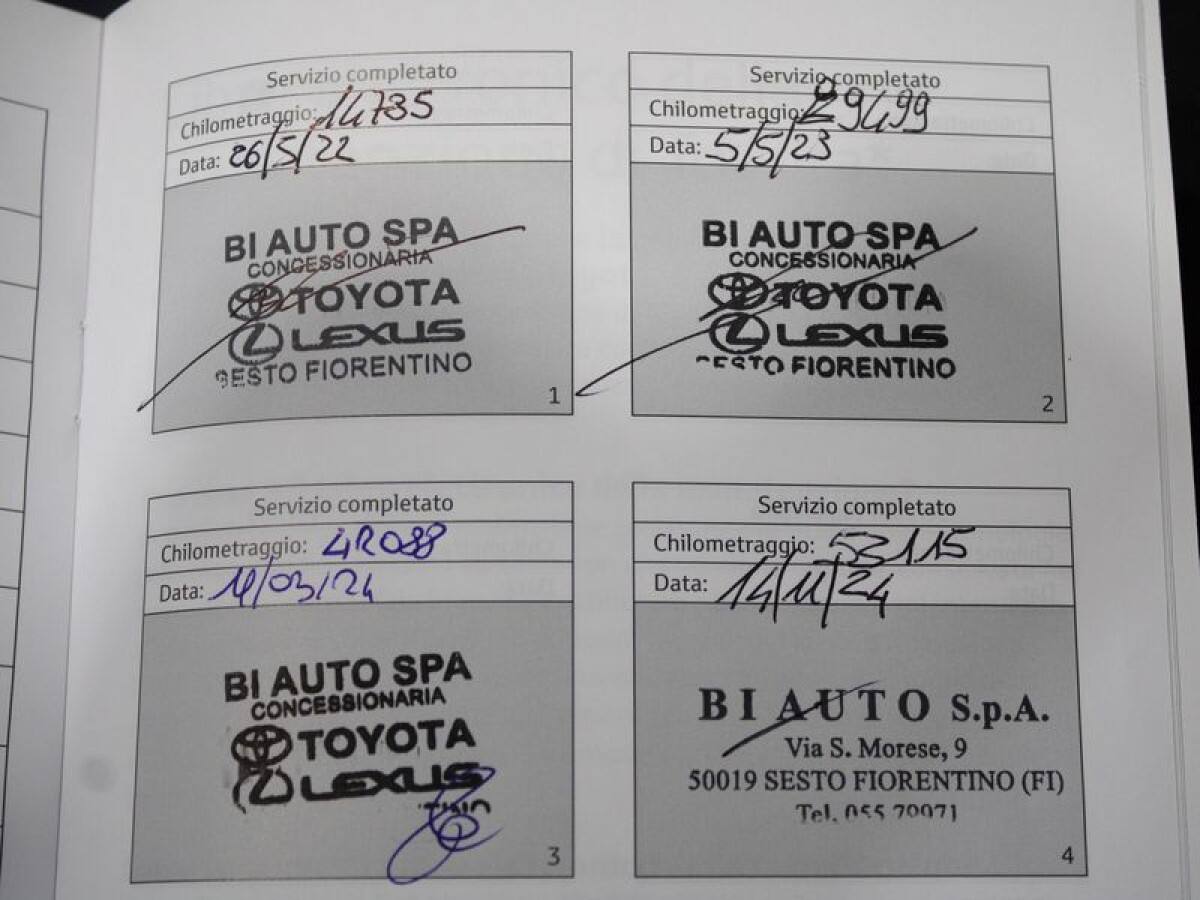 Servizio completato
Chilometraggio: 14735
Data: 26/5/22
BI AUTO SPA
CONCESSIONARIA
TOYOTA
LEXUS
SESTO FIORENTINO
1
Servizio completato
Chilometraggio: 29499
Data: 5/5/23
BI AUTO SPA
CONCESSIONARIA
TOYOTA
LEXUS
SESTO FIORENTINO
2
Servizio completato
Chilometraggio: 42088
Data: /03/24
BI AUTO SPA
CONCESSIONARIA
TOYOTA
LEXUS
3
Servizio completato
Chilometraggio: 53115
Data: 14/11/24
BI AUTO S.p.A.
Via S. Morese, 9
50019 SESTO FIORENTINO (FI)
Tel. 055 79971
4